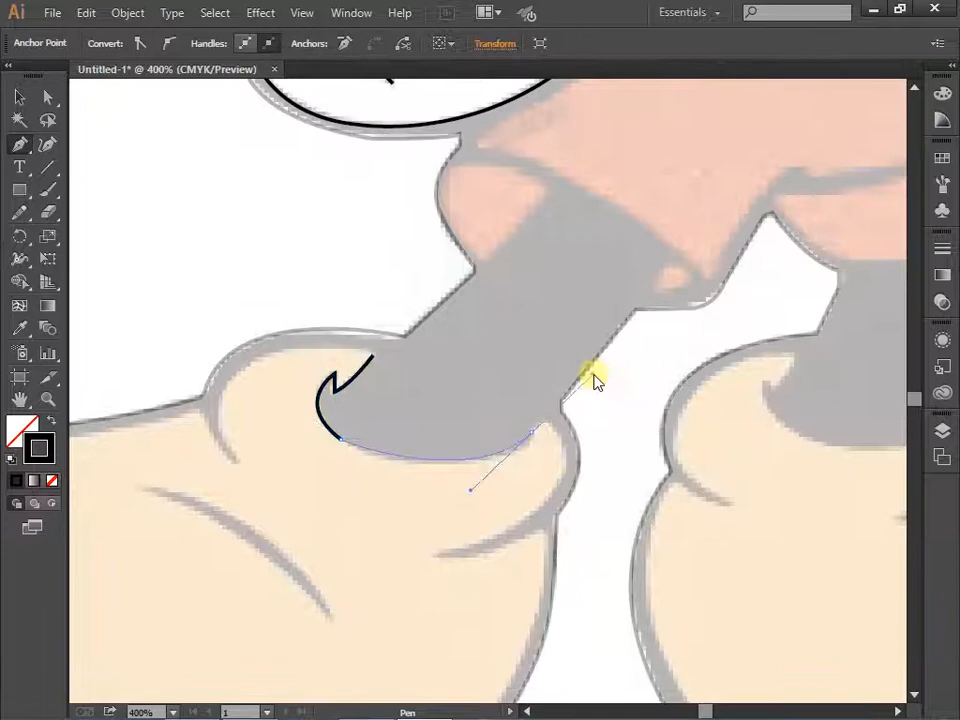 Ai File Edit Object Type Select Effect View Window Help Essentials
Anchor Point Convert: Handles: Anchors: Transform
Untitled-1* @ 400% (CMYK/Preview) ×
T
400% 1 Pen